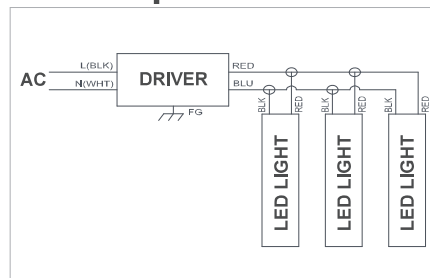 L(BLK)
RED
AC
DRIVER
N(WHT)
BLU
FG
BLK
RED
BLK
RED
BLK
RED
LED LIGHT
LED LIGHT
LED LIGHT